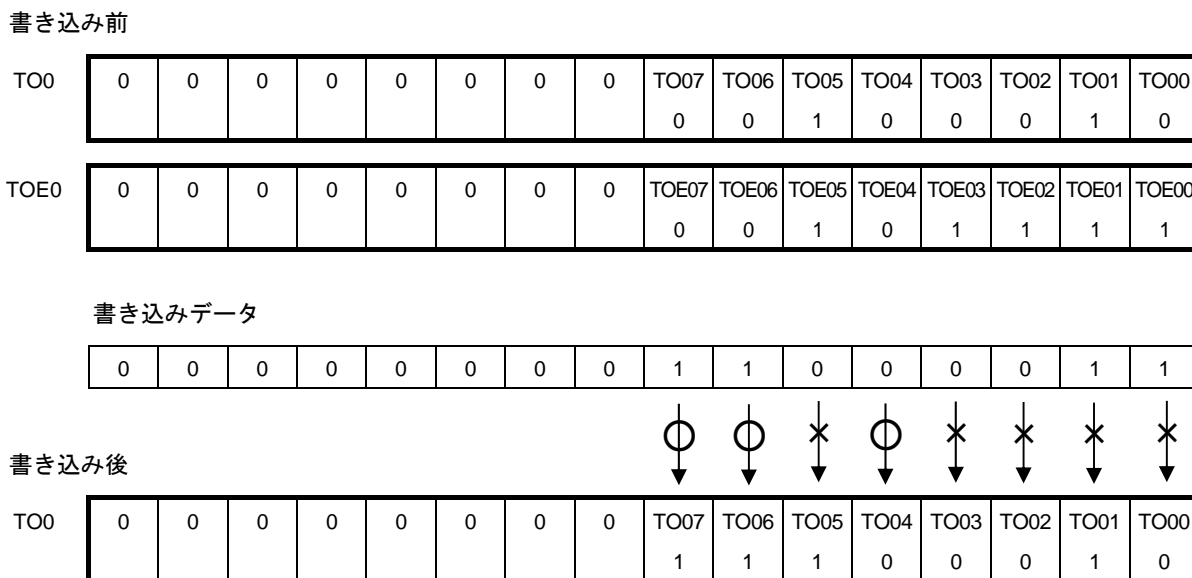 書き込み前
TO0 0 0 0 0 0 0 0 0 TO07 TO06 TO05 TO04 TO03 TO02 TO01 TO00
0 0 1 0 0 0 1 0
TOE0 0 0 0 0 0 0 0 0 TOE07 TOE06 TOE05 TOE04 TOE03 TOE02 TOE01 TOE00
0 0 1 0 1 1 1 1
書き込みデータ
0 0 0 0 0 0 0 0 1 1 0 0 0 0 1 1
書き込み後
TO0 0 0 0 0 0 0 0 0 TO07 TO06 TO05 TO04 TO03 TO02 TO01 TO00
1 1 1 0 0 0 1 0